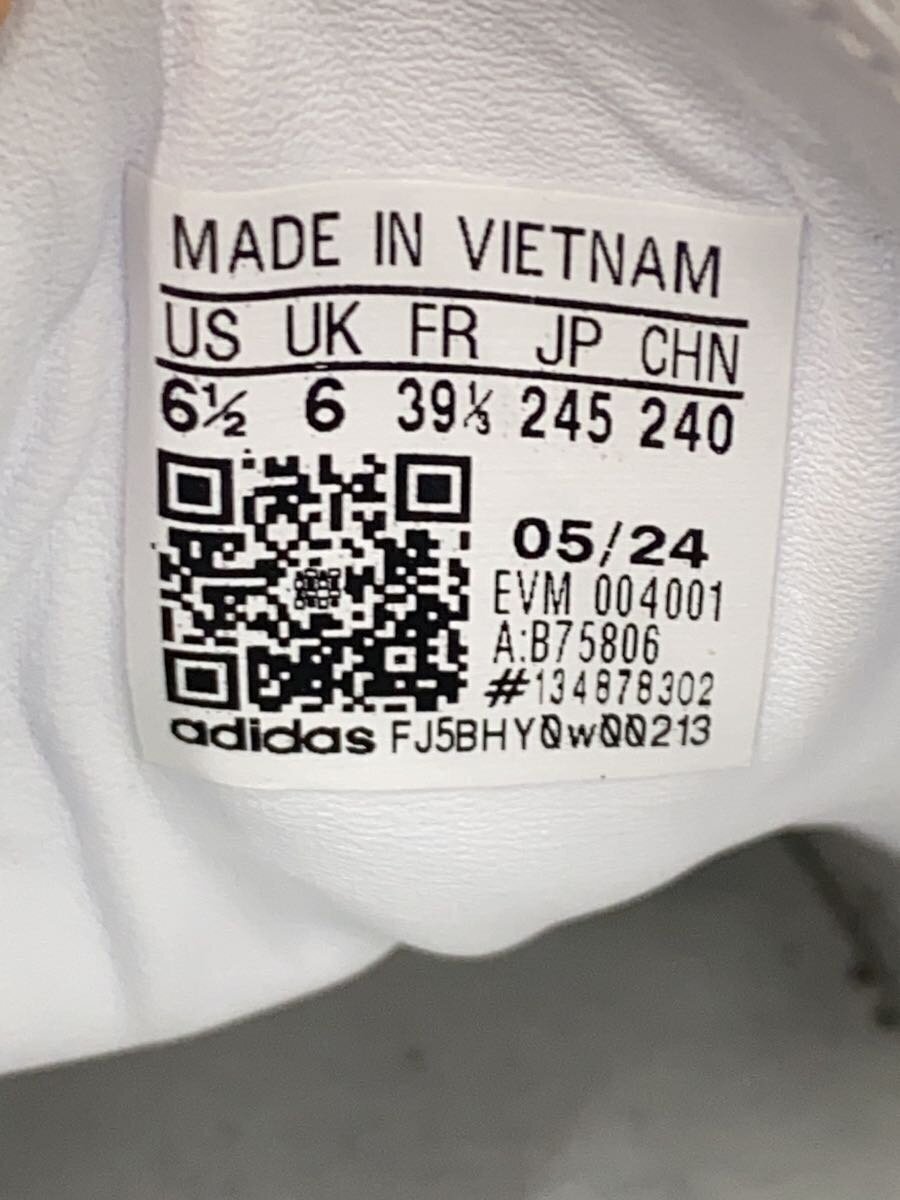 MADE IN VIETNAM
US UK FR JP CHN
6½ 6 39⅓ 245 240
05/24
EVM 004001
A:B75806
#134878302
adidas FJ5BHY0w00213